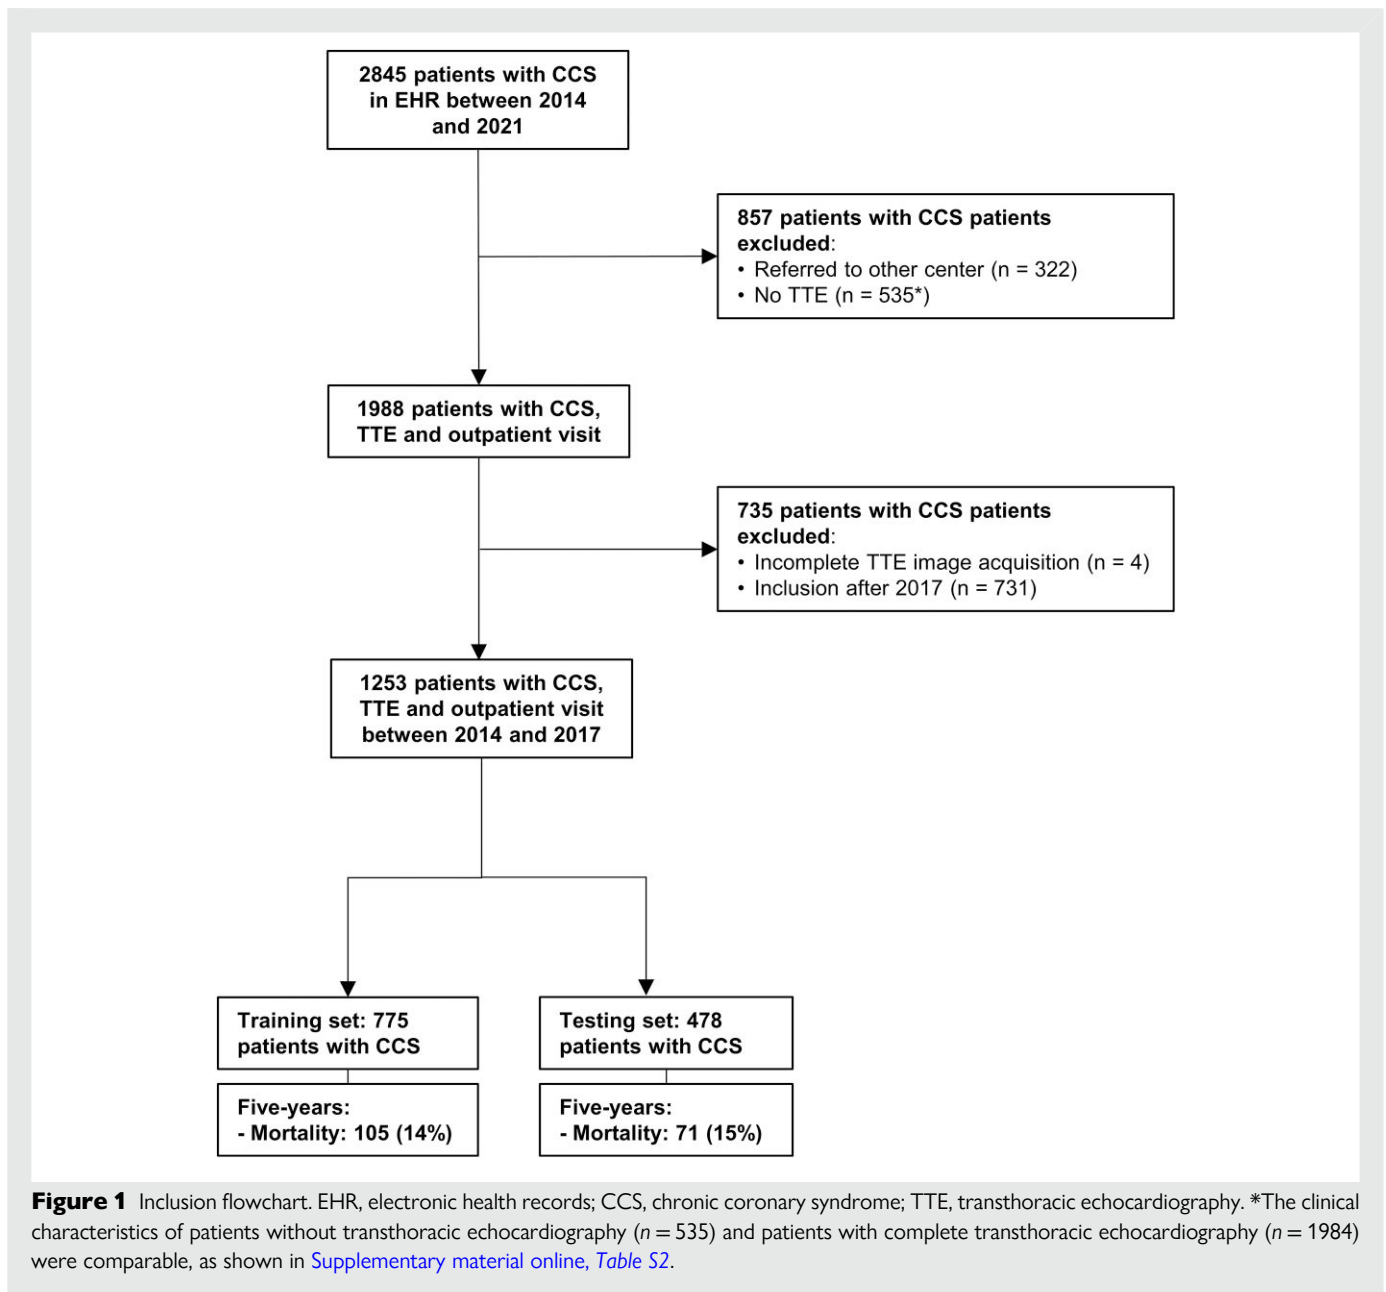 2845 patients with CCS
in EHR between 2014
and 2021
857 patients with CCS patients
excluded:
• Referred to other center (n = 322)
• No TTE (n = 535*)
1988 patients with CCS,
TTE and outpatient visit
735 patients with CCS patients
excluded:
• Incomplete TTE image acquisition (n = 4)
• Inclusion after 2017 (n = 731)
1253 patients with CCS,
TTE and outpatient visit
between 2014 and 2017
Training set: 775
patients with CCS
Five-years:
- Mortality: 105 (14%)
Testing set: 478
patients with CCS
Five-years:
- Mortality: 71 (15%)
Figure 1 Inclusion flowchart. EHR, electronic health records; CCS, chronic coronary syndrome; TTE, transthoracic echocardiography. *The clinical
characteristics of patients without transthoracic echocardiography (n = 535) and patients with complete transthoracic echocardiography (n = 1984)
were comparable, as shown in Supplementary material online, Table S2.